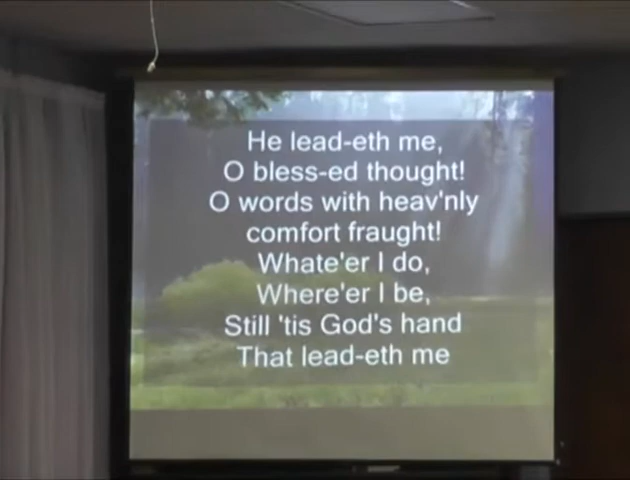 He lead-eth me,
O bless-ed thought!
O words with heav'nly
comfort fraught!
Whate'er I do,
Where'er I be,
Still 'tis God's hand
That lead-eth me